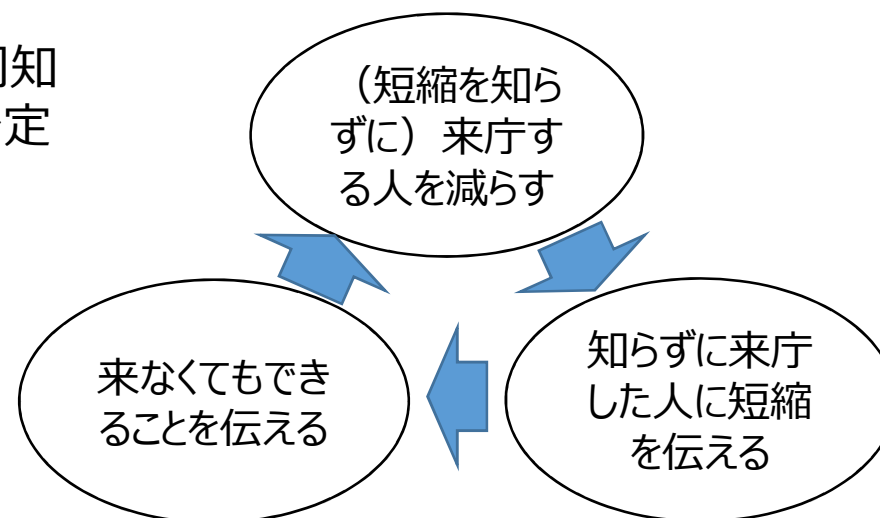 知
定
（短縮を知ら
ずに）来庁す
る人を減らす
来なくてもでき
ることを伝える
知らずに来庁
した人に短縮
を伝える